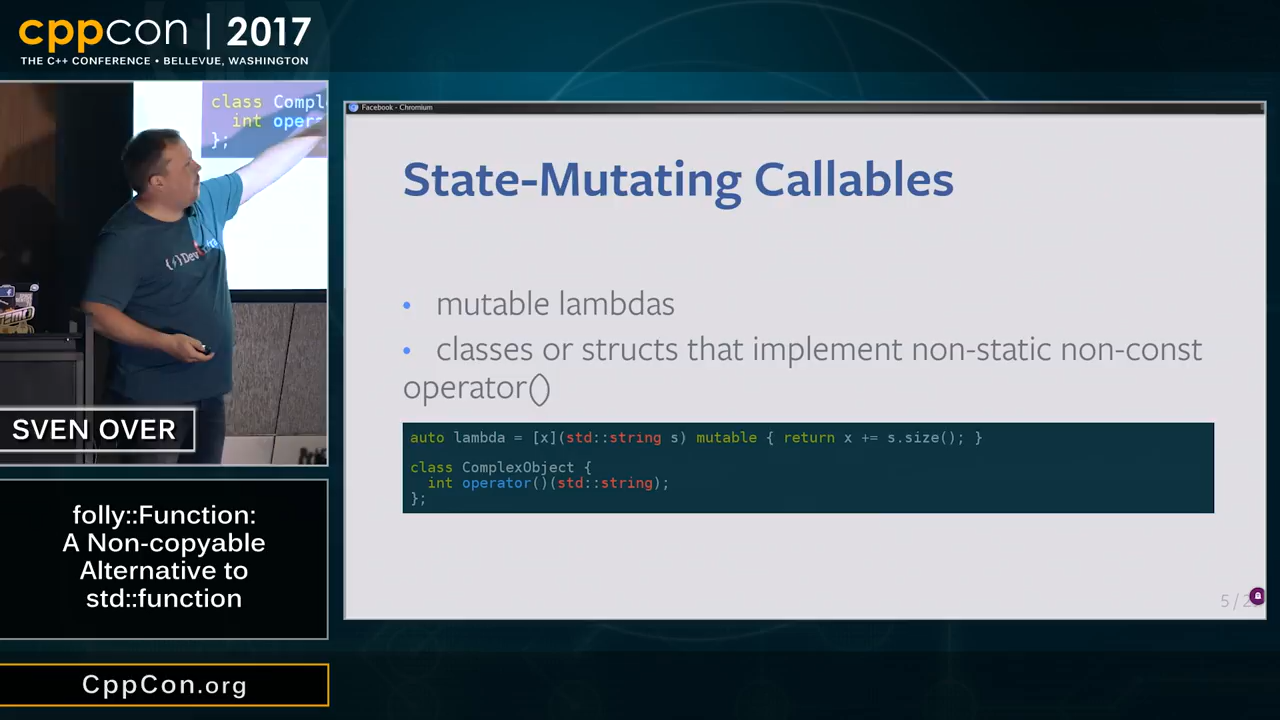 cppcon | 2017
THE C++ CONFERENCE • BELLEVUE, WASHINGTON
class Compl
int opera
};
{⚡}Dev
SVEN OVER
folly::Function:
A Non-copyable
Alternative to
std::function
CppCon.org
Facebook - Chromium
State-Mutating Callables
• mutable lambdas
• classes or structs that implement non-static non-const
operator()
auto lambda = [x](std::string s) mutable { return x += s.size(); }
class ComplexObject {
int operator()(std::string);
};
5 / 2